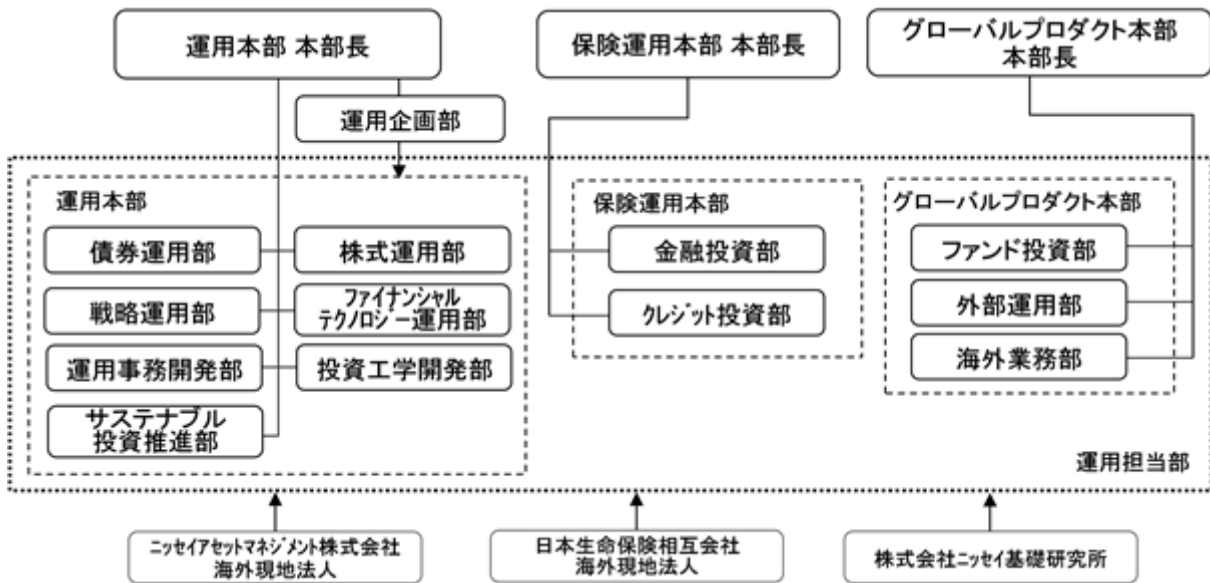 運用本部 本部長
保険運用本部 本部長
グローバルプロダクト本部
本部長
運用企画部
運用本部
債券運用部
株式運用部
戦略運用部
ファイナンシャル
テクノロジー運用部
運用事務開発部
投資工学開発部
サステナブル
投資推進部
保険運用本部
金融投資部
クレジット投資部
グローバルプロダクト本部
ファンド投資部
外部運用部
海外業務部
運用担当部
ニッセイアセットマネジメント株式会社
海外現地法人
日本生命保険相互会社
海外現地法人
株式会社ニッセイ基礎研究所